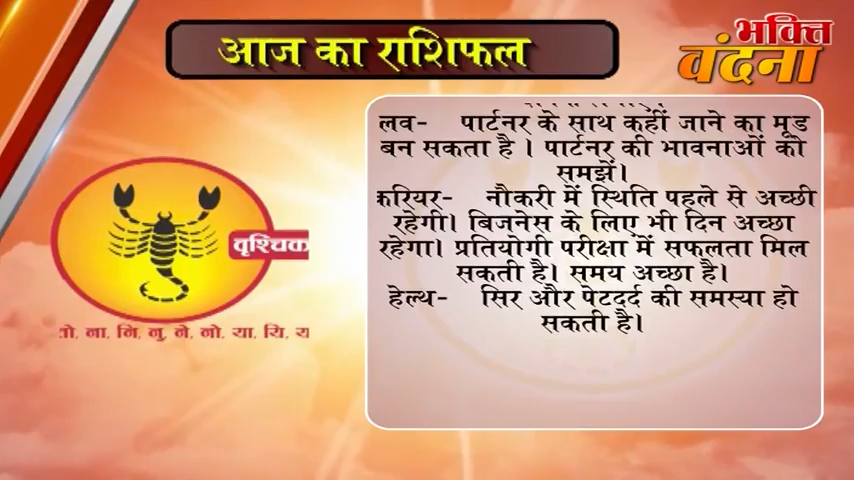 आज का राशिफल
भक्ति
वंदना
लव- पार्टनर के साथ कहीं जाने का मूड
बन सकता है । पार्टनर की भावनाओं को
समझें।
करियर- नौकरी में स्थिति पहले से अच्छी
रहेगी। बिजनेस के लिए भी दिन अच्छा
रहेगा। प्रतियोगी परीक्षा में सफलता मिल
सकती है। समय अच्छा है।
हेल्थ- सिर और पेटदर्द की समस्या हो
सकती है।
वृश्चिक
ना, नि, नु, ने, नो, या, यि,